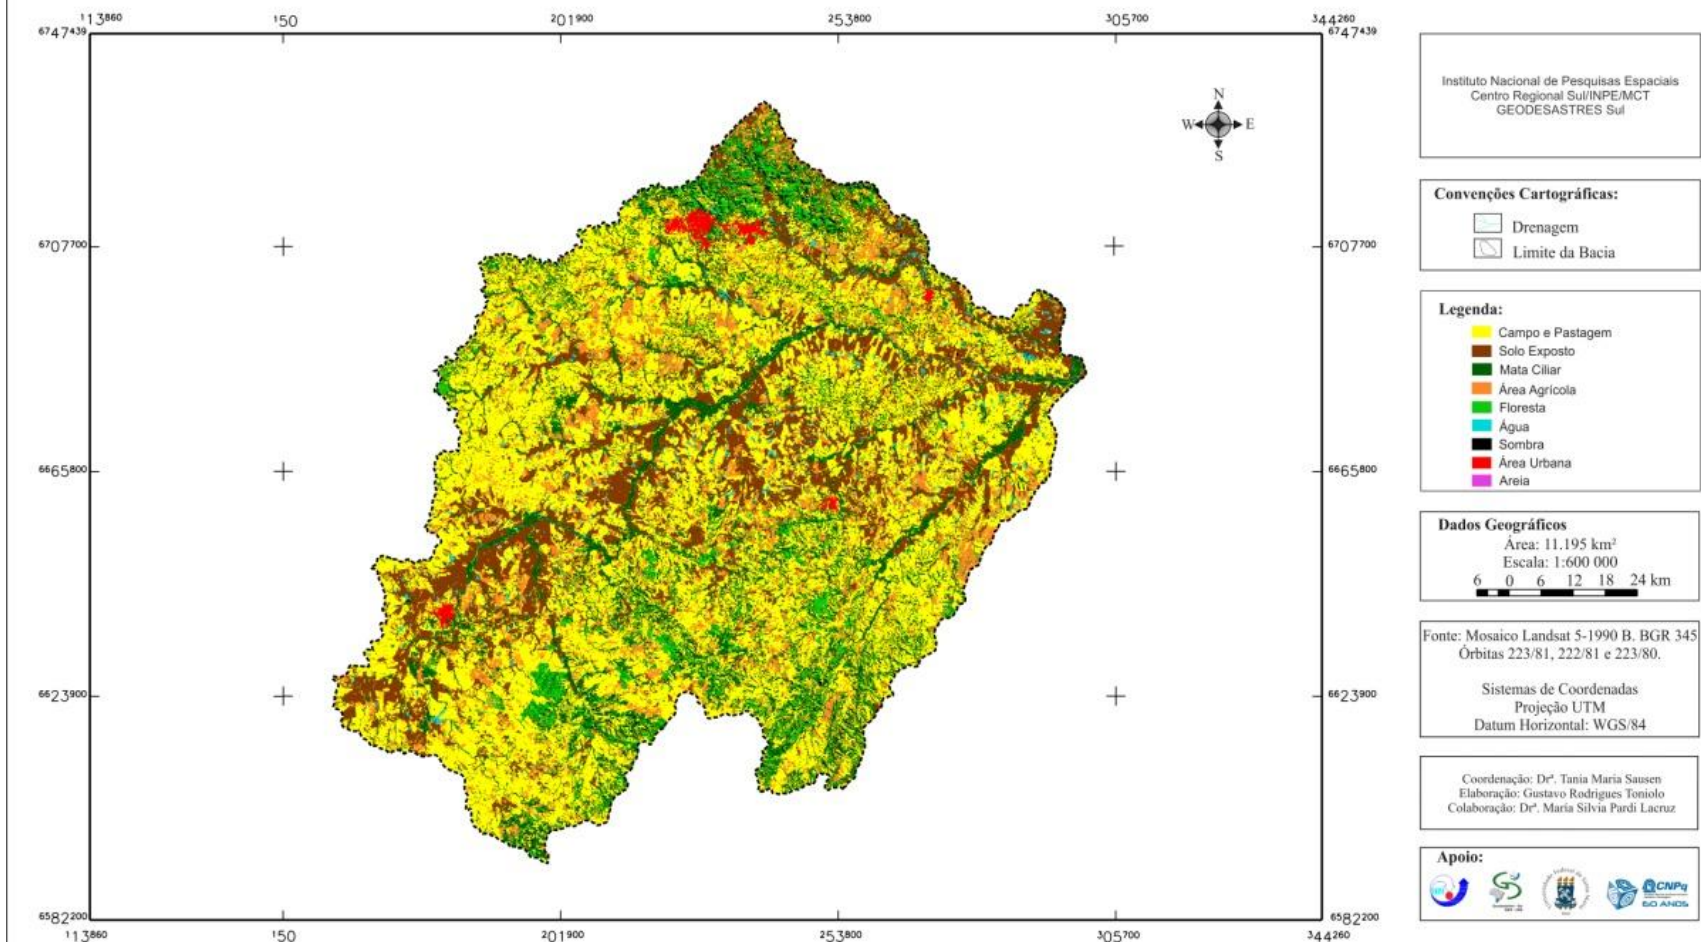 113860 150 201900 253800 305700 344260
6747439 6747439
N
W E
S
6707700 6707700
6665800 6665800
6623900 6623900
6582200 6582200
113860 150 201900 253800 305700 344260
Instituto Nacional de Pesquisas Espaciais
Centro Regional Sul/INPE/MCT
GEODESASTRES Sul
Convenções Cartográficas:
Drenagem
Limite da Bacia
Legenda:
Campo e Pastagem
Solo Exposto
Mata Ciliar
Área Agrícola
Floresta
Água
Sombra
Área Urbana
Areia
Dados Geográficos
Área: 11.195 km²
Escala: 1:600 000
6 0 6 12 18 24 km
Fonte: Mosaico Landsat 5-1990 B. BGR 345
Órbitas 223/81, 222/81 e 223/80.
Sistemas de Coordenadas
Projeção UTM
Datum Horizontal: WGS/84
Coordenação: Drª. Tania Maria Sausen
Elaboração: Gustavo Rodrigues Toniolo
Colaboração: Drª. Maria Silvia Pardi Lacruz
Apoio:
CNPq
60 ANOS